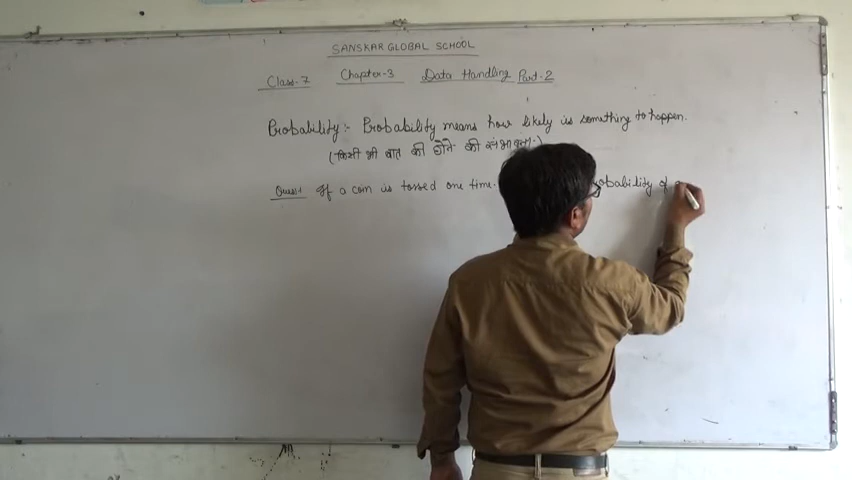 SANSKAR GLOBAL SCHOOL
Class-7 Chapter-3 Data Handling Part-2
Probability:- Probability means how likely is something to happen.
(किसी भी बात की होने की संभावना)
Ques:1 If a coin is tossed one time. Probability of